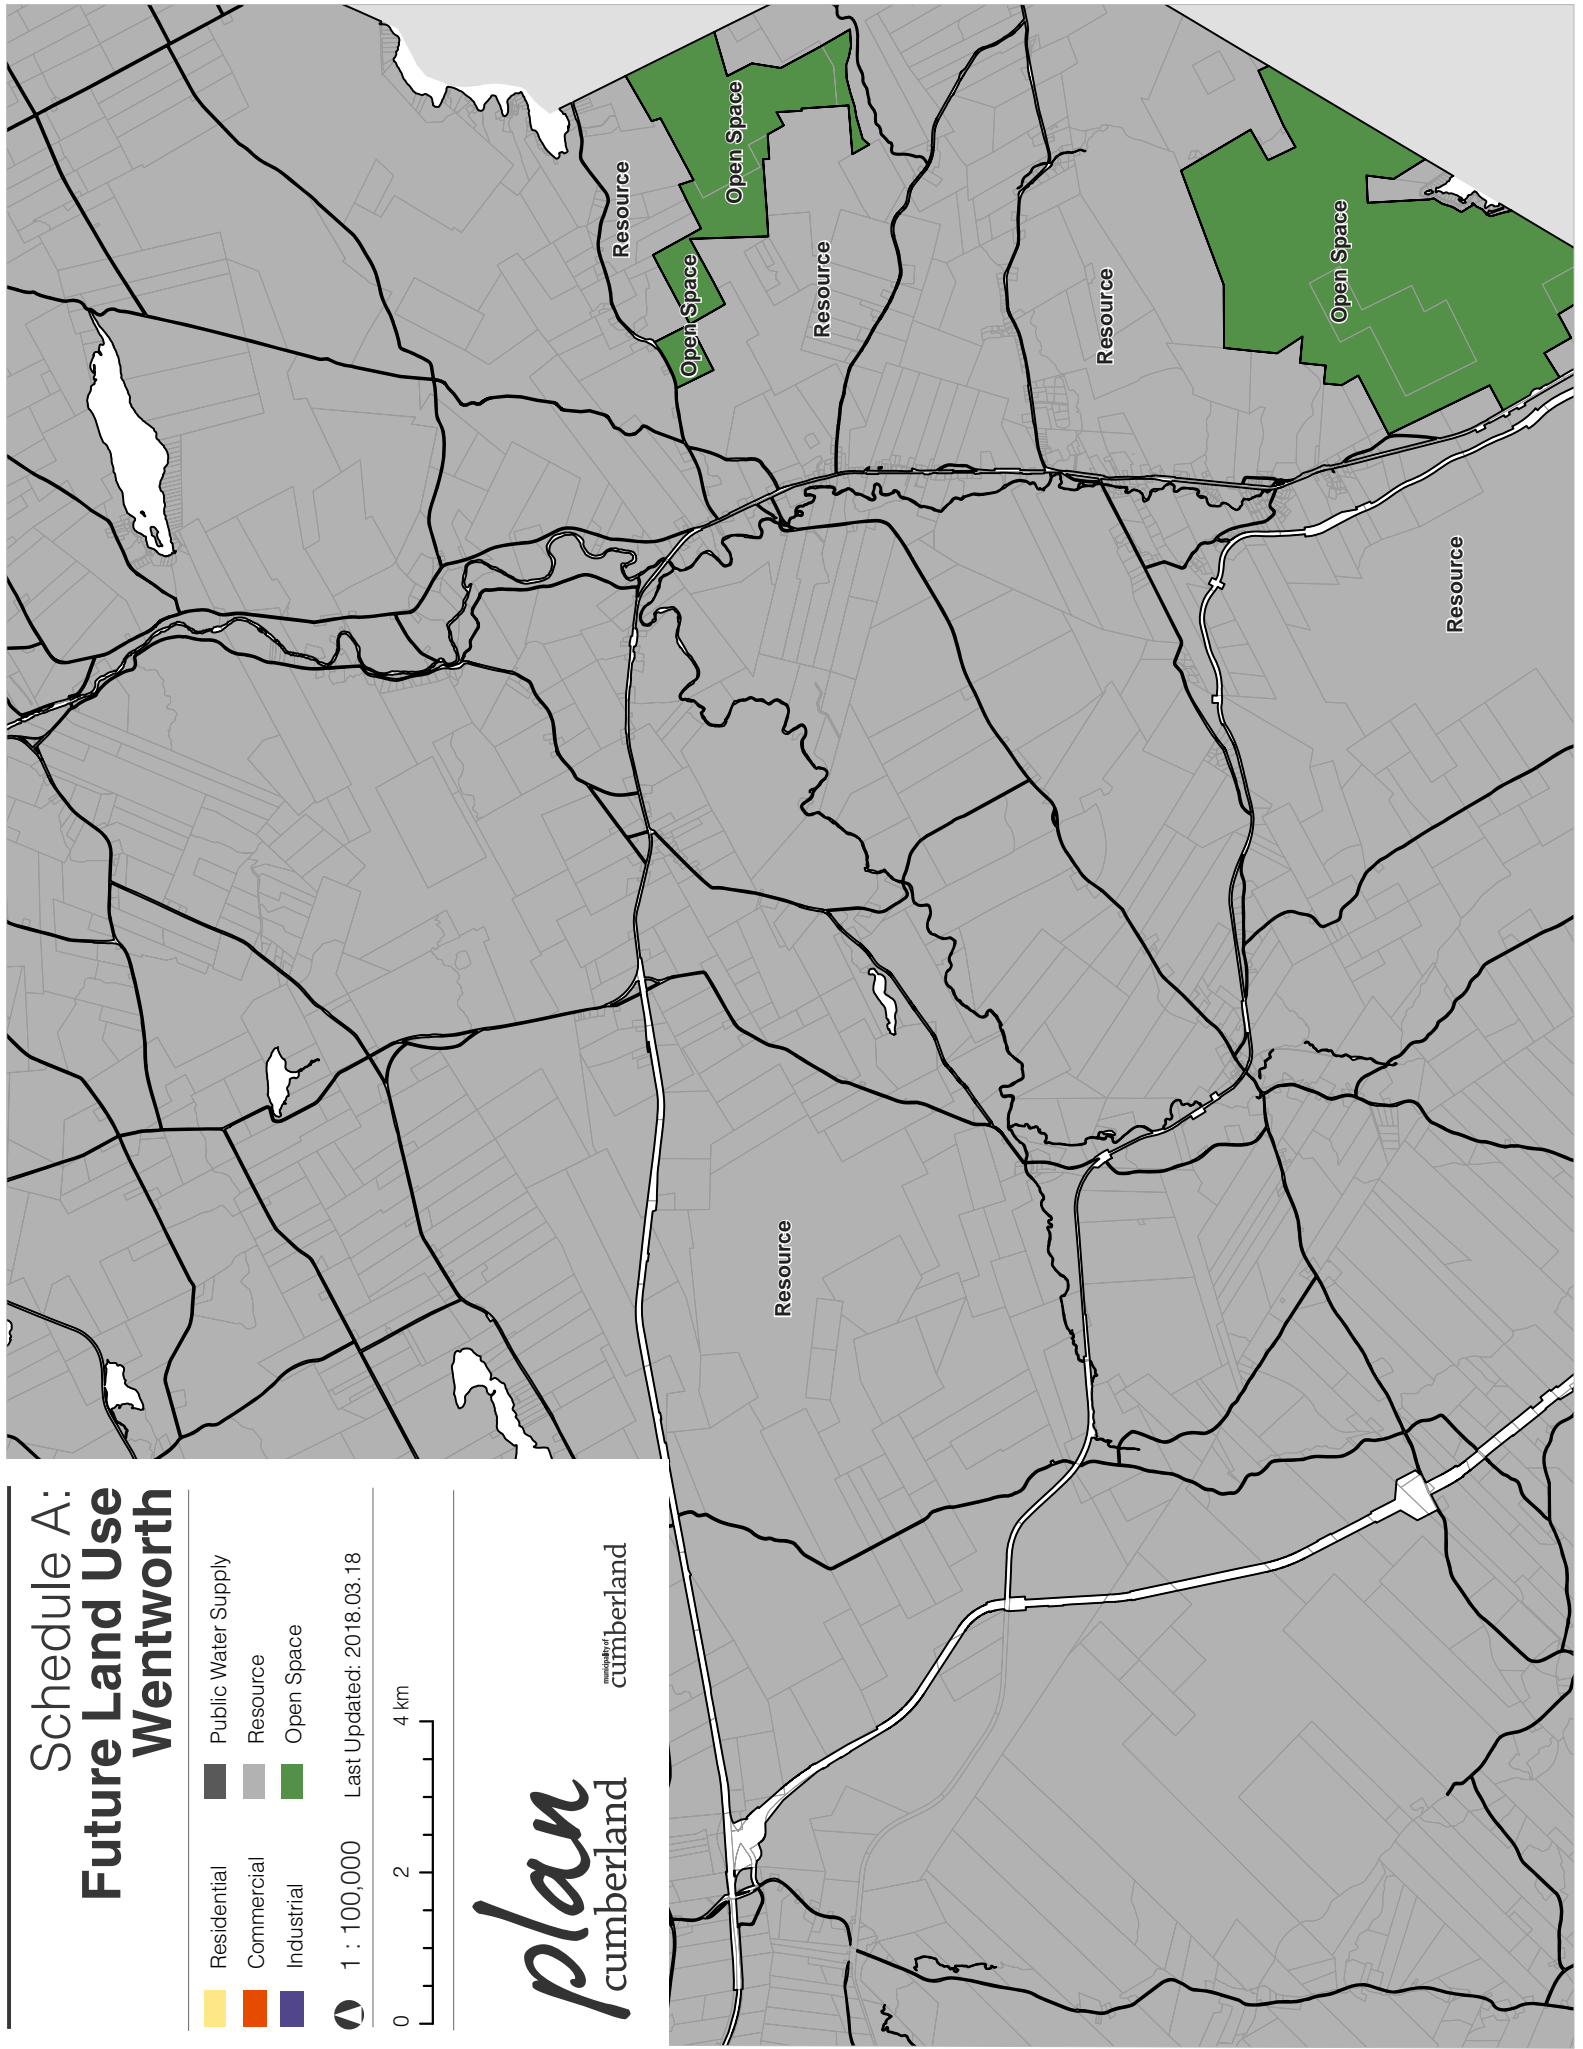 Schedule A:
Future Land Use
Wentworth
Residential
Commercial
Industrial
Public Water Supply
Resource
Open Space
1 : 100,000
Last Updated: 2018.03.18
0 2 4 km
plan
cumberland
municipality of
cumberland
Resource
Open Space
Open Space
Resource
Resource
Open Space
Resource
Resource